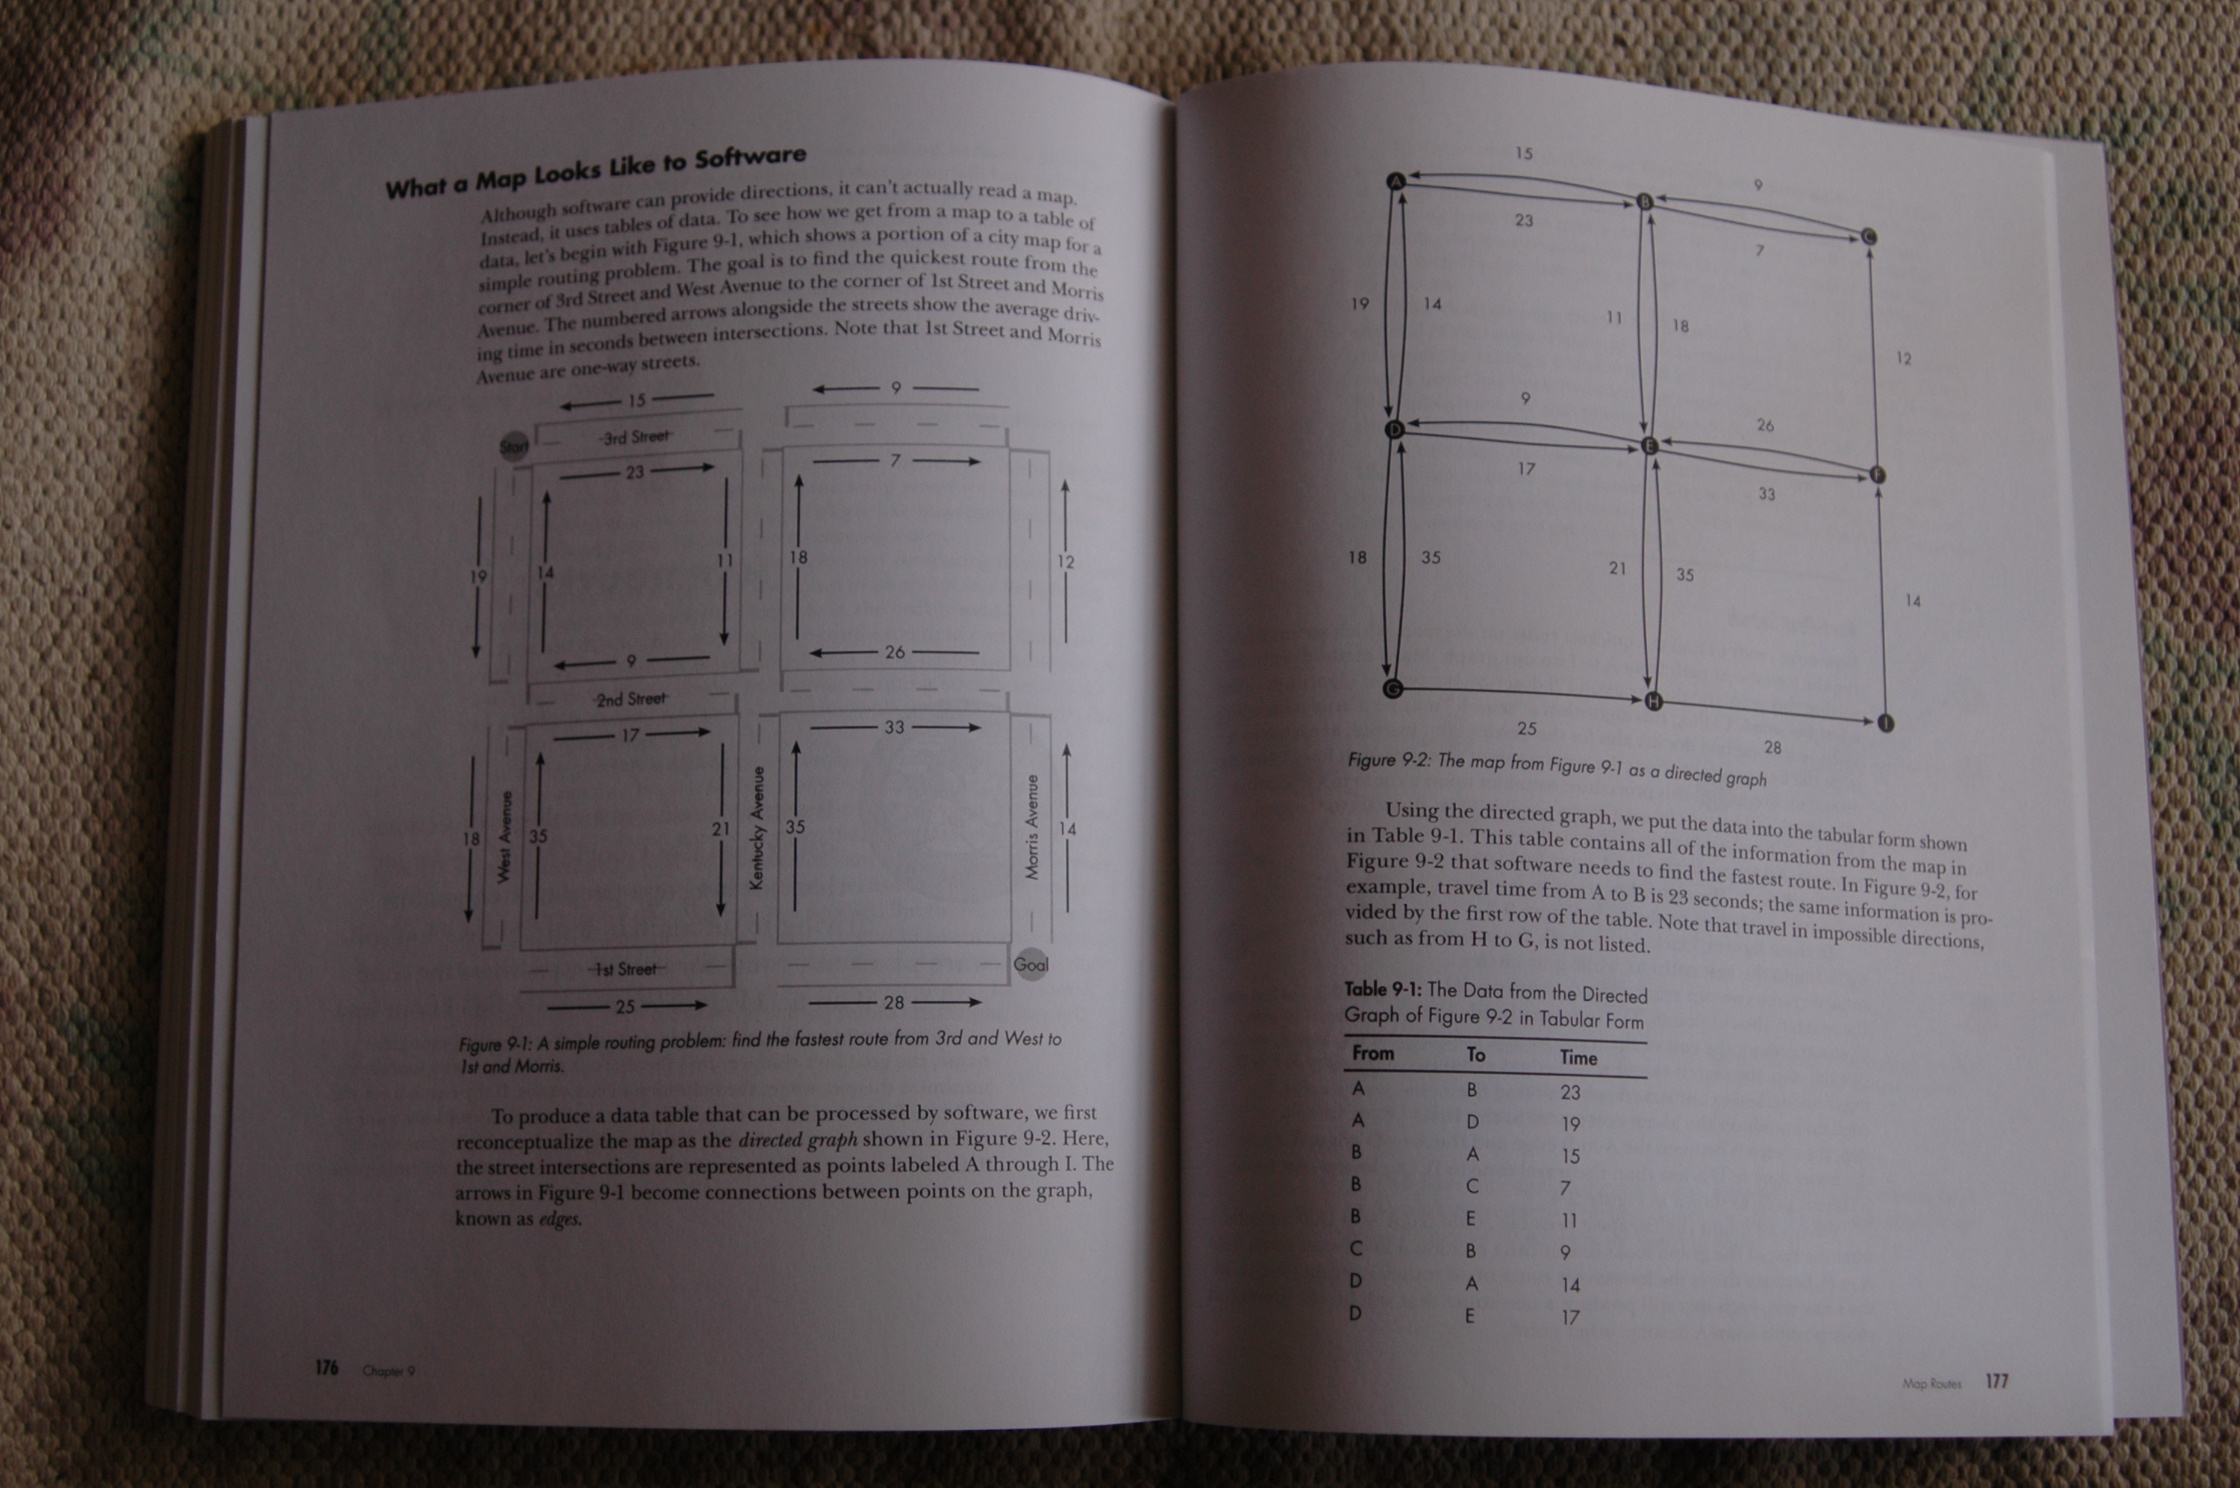 What a Map Looks Like to Software
Although software can provide directions, it can't actually read a map.
Instead, it uses tables of data. To see how we get from a map to a table of
data, let's begin with Figure 9-1, which shows a portion of a city map for a
simple routing problem. The goal is to find the quickest route from the
corner of 3rd Street and West Avenue to the corner of 1st Street and Morris
Avenue. The numbered arrows alongside the streets show the average driv-
ing time in seconds between intersections. Note that 1st Street and Morris
Avenue are one-way streets.
15
9
Start
3rd Street
23
7
19
14
11
18
12
9
26
2nd Street
17
33
18
West Avenue
35
21
Kentucky Avenue
35
Morris Avenue
14
1st Street
Goal
25
28
Figure 9-1: A simple routing problem: find the fastest route from 3rd and West to
1st and Morris.
To produce a data table that can be processed by software, we first
reconceptualize the map as the directed graph shown in Figure 9-2. Here,
the street intersections are represented as points labeled A through I. The
arrows in Figure 9-1 become connections between points on the graph,
known as edges.
176 Chapter 9
15
9
A
B
C
23
7
19
14
11
18
12
9
26
D
E
F
17
33
18
35
21
35
14
G
H
I
25
28
Figure 9-2: The map from Figure 9-1 as a directed graph
Using the directed graph, we put the data into the tabular form shown
in Table 9-1. This table contains all of the information from the map in
Figure 9-2 that software needs to find the fastest route. In Figure 9-2, for
example, travel time from A to B is 23 seconds; the same information is pro-
vided by the first row of the table. Note that travel in impossible directions,
such as from H to G, is not listed.
Table 9-1: The Data from the Directed
Graph of Figure 9-2 in Tabular Form
From To Time
A B 23
A D 19
B A 15
B C 7
B E 11
C B 9
D A 14
D E 17
Map Routes 177